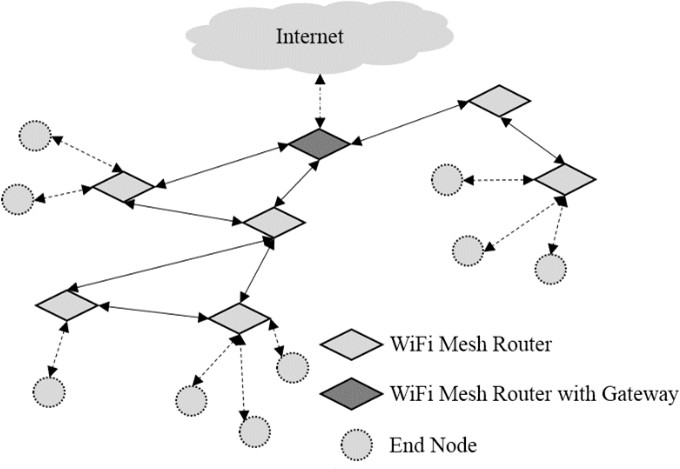 Internet
WiFi Mesh Router
WiFi Mesh Router with Gateway
End Node